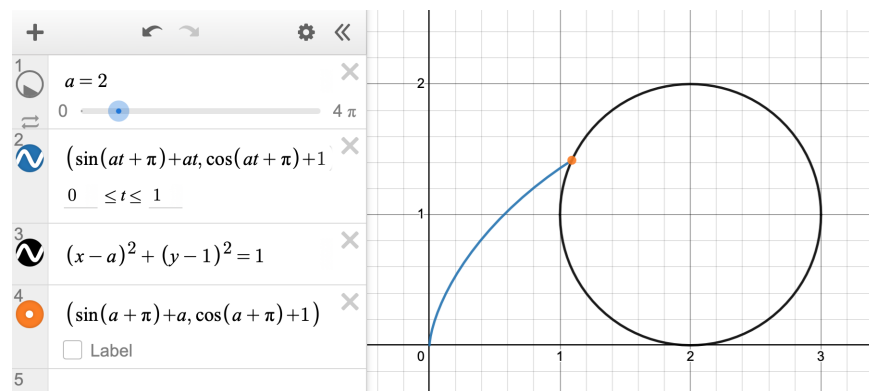 1
a = 2
0 4 π
2
(sin(at + π)+at, cos(at + π)+1
0 ≤ t ≤ 1
3
(x − a)² + (y − 1)² = 1
4
(sin(a + π)+a, cos(a + π)+1)
Label
5
2
1
0 1 2 3